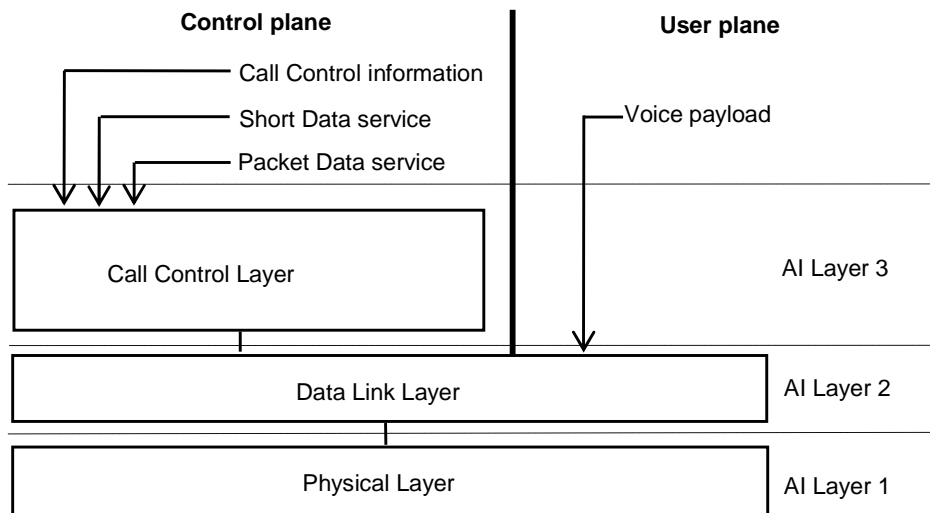 Control plane
User plane
Call Control information
Short Data service
Voice payload
Packet Data service
Call Control Layer
AI Layer 3
Data Link Layer
AI Layer 2
Physical Layer
AI Layer 1